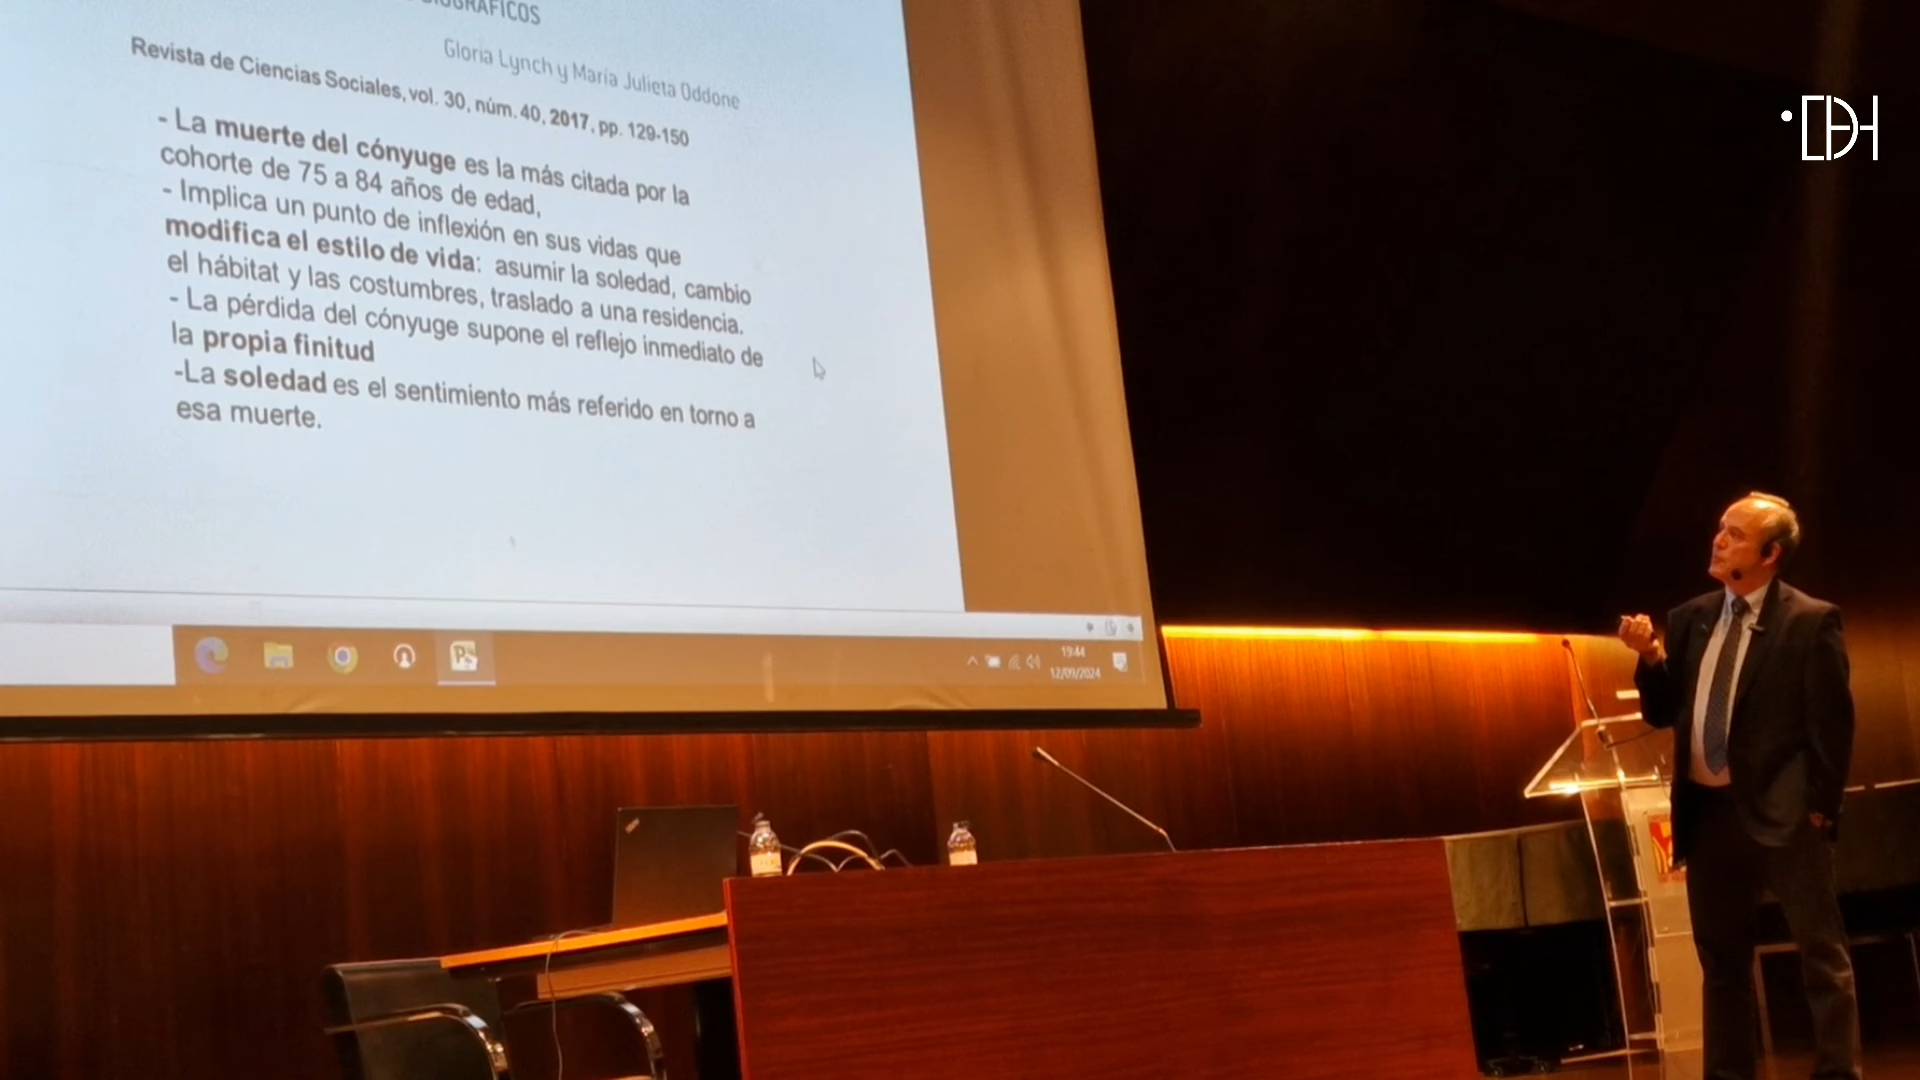 BIOGRÁFICOS
Gloria Lynch y María Julieta Oddone
Revista de Ciencias Sociales, vol. 30, núm. 40, 2017, pp. 129-150
- La muerte del cónyuge es la más citada por la
cohorte de 75 a 84 años de edad,
- Implica un punto de inflexión en sus vidas que
modifica el estilo de vida: asumir la soledad, cambio
el hábitat y las costumbres, traslado a una residencia.
- La pérdida del cónyuge supone el reflejo inmediato de
la propia finitud
-La soledad es el sentimiento más referido en torno a
esa muerte.
19:44
12/09/2024